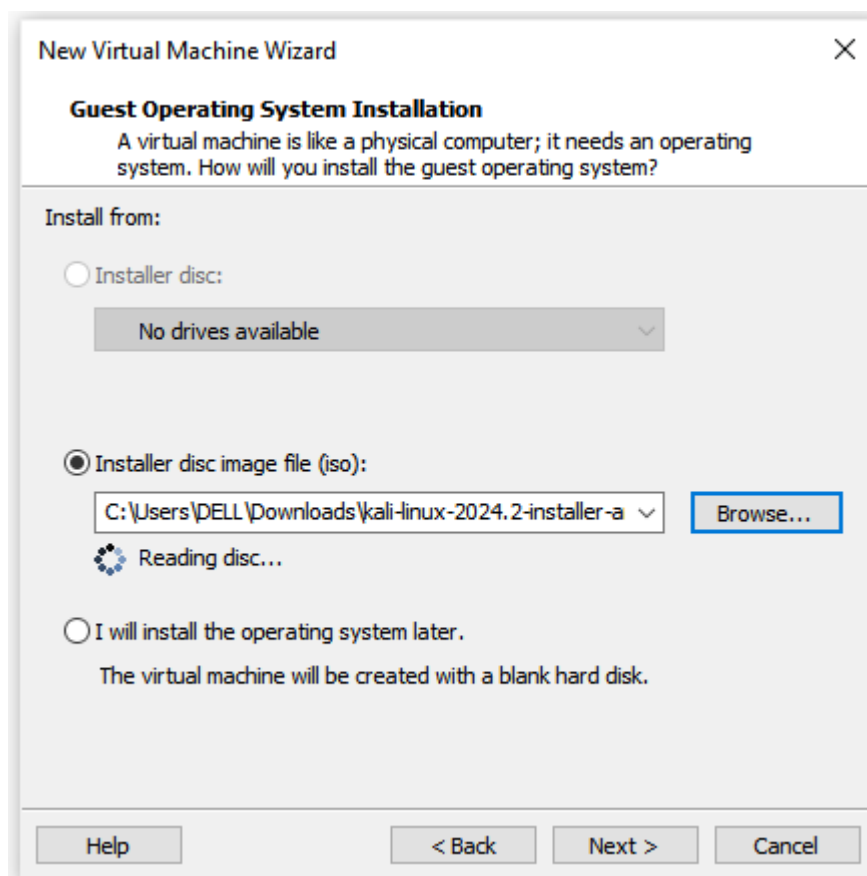 New Virtual Machine Wizard
Guest Operating System Installation
A virtual machine is like a physical computer; it needs an operating
system. How will you install the guest operating system?
Install from:
Installer disc:
No drives available
Installer disc image file (iso):
C:\Users\DELL\Downloads\kali-linux-2024.2-installer-a
Browse...
Reading disc...
I will install the operating system later.
The virtual machine will be created with a blank hard disk.
Help
< Back
Next >
Cancel